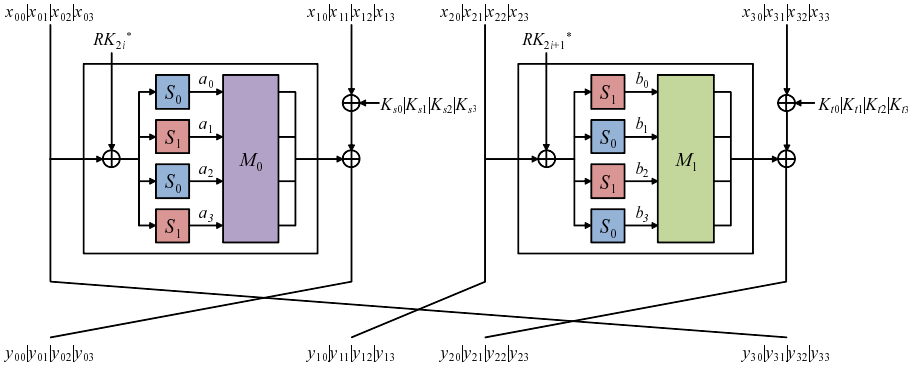 x00|x01|x02|x03 x10|x11|x12|x13 x20|x21|x22|x23 x30|x31|x32|x33
RK2i* RK2i+1*
S0 a0 S1 b0
Ks0|Ks1|Ks2|Ks3 Kt0|Kt1|Kt2|Kt3
S1 a1 S0 b1
M0 M1
S0 a2 S1 b2
S1 a3 S0 b3
y00|y01|y02|y03 y10|y11|y12|y13 y20|y21|y22|y23 y30|y31|y32|y33